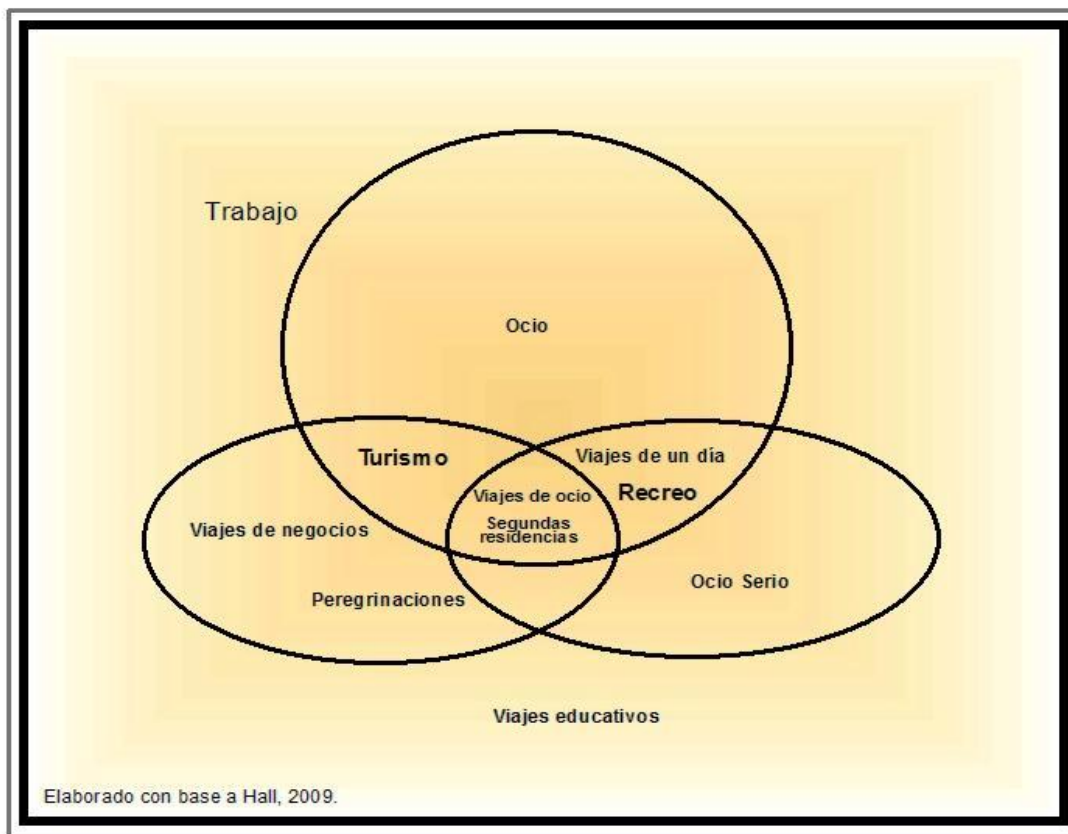 Trabajo
Ocio
Turismo
Viajes de un día
Viajes de ocio
Recreo
Segundas
residencias
Viajes de negocios
Ocio Serio
Peregrinaciones
Viajes educativos
Elaborado con base a Hall, 2009.